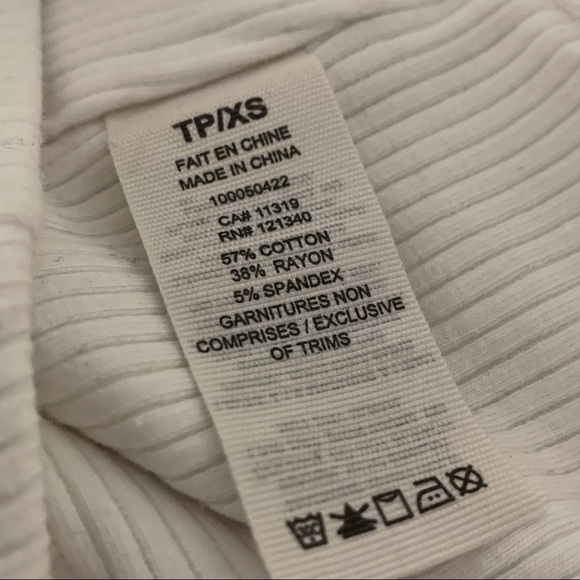 TP/XS
FAIT EN CHINE
MADE IN CHINA
100050422
CA# 11319
RN# 121340
57% COTTON
38% RAYON
5% SPANDEX
GARNITURES NON
COMPRISES / EXCLUSIVE
OF TRIMS